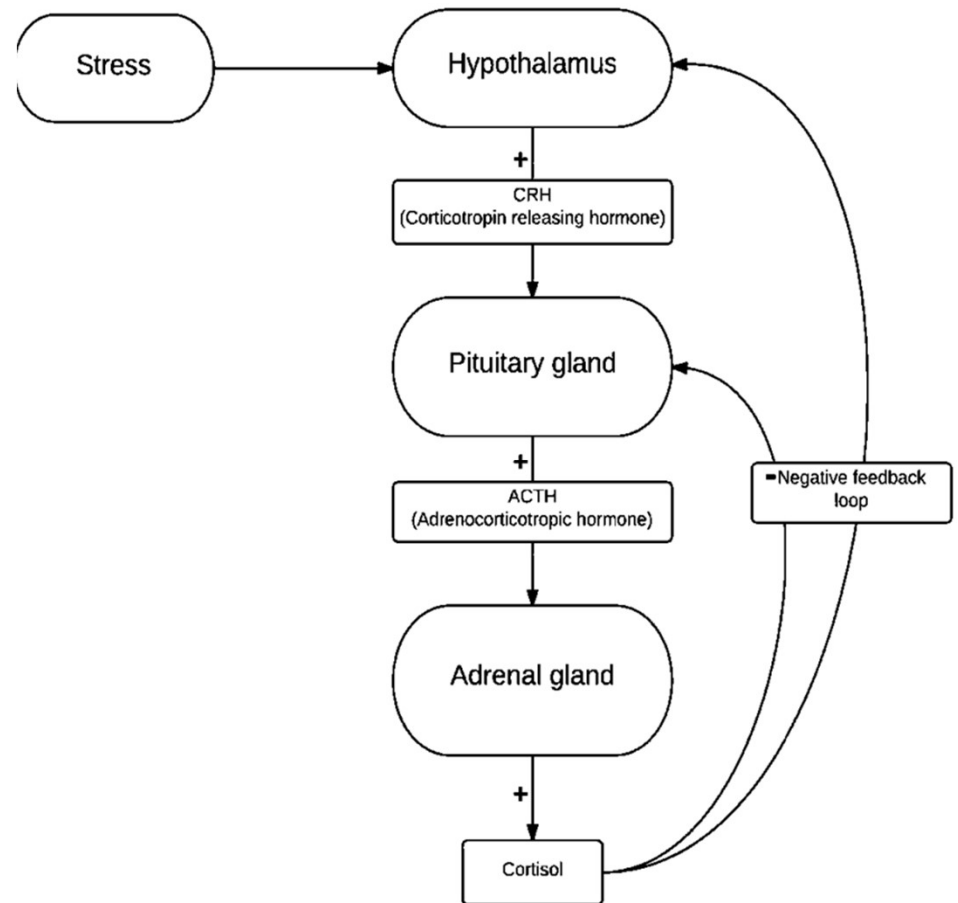 Stress
Hypothalamus
+
CRH
(Corticotropin releasing hormone)
Pituitary gland
+
-Negative feedback
loop
ACTH
(Adrenocorticotropic hormone)
Adrenal gland
+
Cortisol